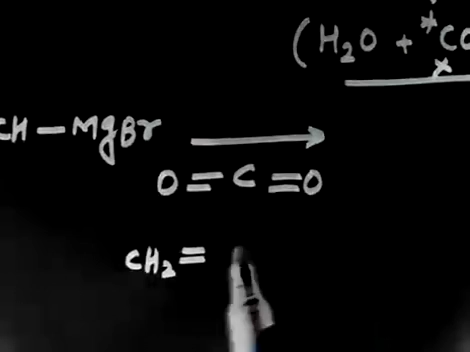 (H₂O + *CO
CH — MgBr →
O = C = O
CH₂ =